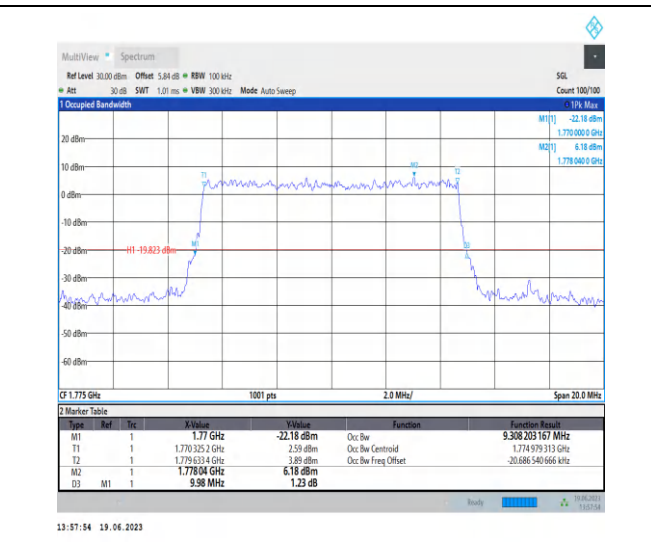 MultiView Spectrum
Ref Level 30.00 dBm Offset 5.84 dB RBW 100 kHz SGL
Att 30 dB SWT 1.01 ms VBW 300 kHz Mode Auto Sweep Count 100/100
1 Occupied Bandwidth 1Pk Max
M1[1] -22.18 dBm
1.770 000 0 GHz
20 dBm
M2[1] 6.18 dBm
1.778 040 0 GHz
10 dBm
T1 M2 T2
0 dBm
-10 dBm
-20 dBm
H1 -19.823 dBm
M1 D3
-30 dBm
-40 dBm
-50 dBm
-60 dBm
CF 1.775 GHz 1001 pts 2.0 MHz/ Span 20.0 MHz
2 Marker Table
Type Ref Trc X-Value Y-Value Function Function Result
M1 1 1.77 GHz -22.18 dBm Occ Bw 9.308 203 167 MHz
T1 1 1.770 325 2 GHz 2.59 dBm Occ Bw Centroid 1.774 979 313 GHz
T2 1 1.779 633 4 GHz 3.89 dBm Occ Bw Freq Offset -20.686 540 666 kHz
M2 1 1.77804 GHz 6.18 dBm
D3 M1 1 9.98 MHz 1.23 dB
Ready 19.06.2023
13:57:54
13:57:54 19.06.2023